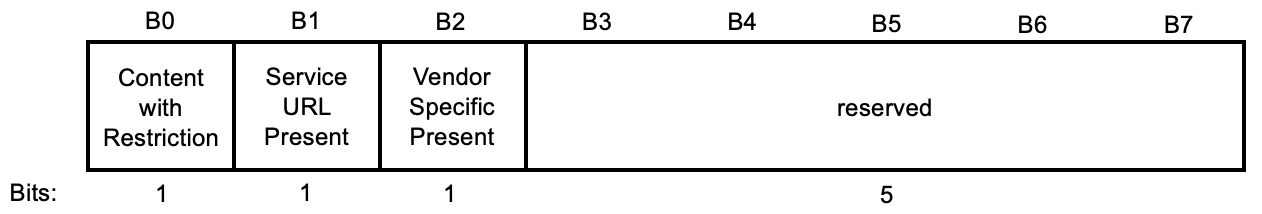 B0 B1 B2 B3 B4 B5 B6 B7
Content with Restriction
Service URL Present
Vendor Specific Present
reserved
Bits: 1 1 1 5